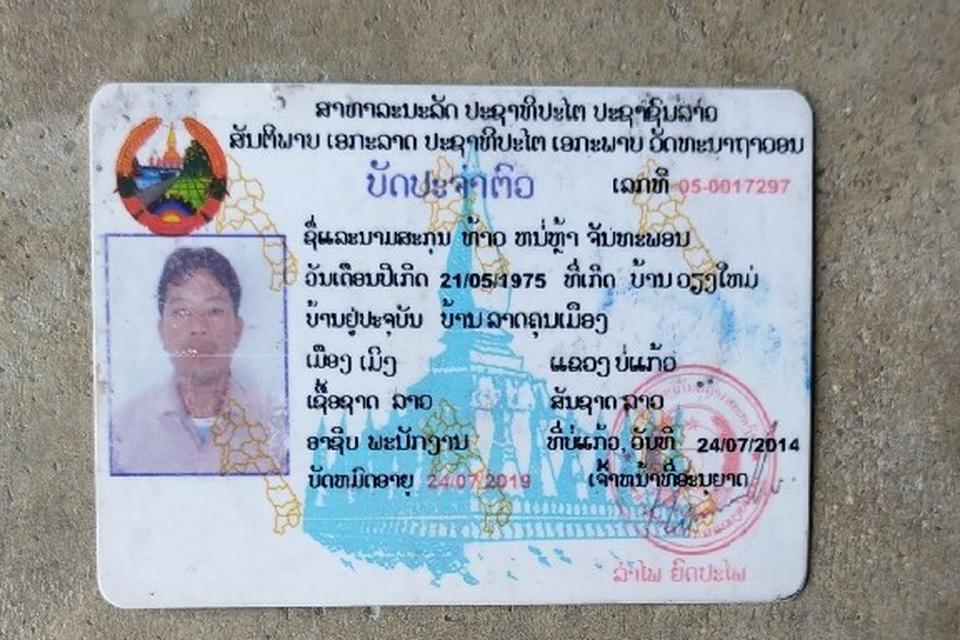 ສາທາລະນະລັດ ປະຊາທິປະໄຕ ປະຊາຊົນລາວ
ສັນຕິພາບ ເອກະລາດ ປະຊາທິປະໄຕ ເອກະພາບ ວັດທະນາຖາວອນ
ບັດປະຈຳຕົວ ເລກທີ 05-0017297
ຊື່ແລະນາມສະກຸນ ທ້າວ ຫນ່ຫຼ້າ ຈັນທະພອນ
ວັນເດືອນປີເກີດ 21/05/1975 ທີ່ເກີດ ບ້ານ ວຽງໃຫມ່
ບ້ານຢູ່ປະຈຸບັນ ບ້ານ ລາດຄຸນເມືອງ
ເມືອງ ເມິງ ແຂວງ ບໍ່ແກ້ວ
ເຊື້ອຊາດ ລາວ ສັນຊາດ ລາວ
ອາຊີບ ພະນັກງານ ທີ່ບໍ່ແກ້ວ, ວັນທີ 24/07/2014
ບັດຫມົດອາຍຸ 24/07/2019 ເຈົ້າຫນ້າທີ່ອະນຸຍາດ
ລຳໄພ ຍົດປະໄພ